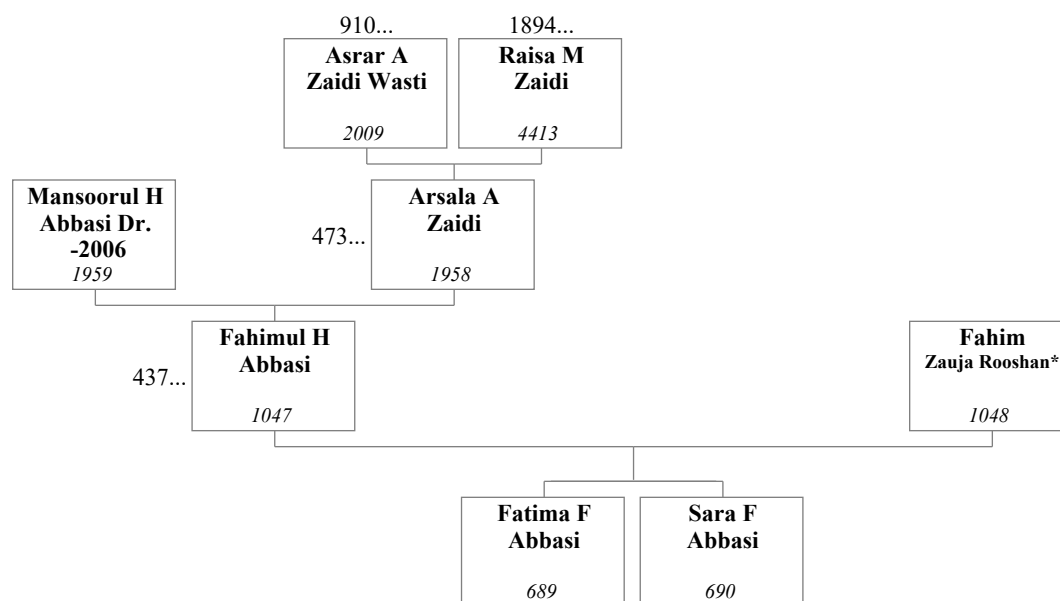 910...
1894...
Asrar A
Zaidi Wasti
2009
Raisa M
Zaidi
4413
Mansoorul H
Abbasi Dr.
-2006
1959
473...
Arsala A
Zaidi
1958
437...
Fahimul H
Abbasi
1047
Fahim
Zauja Rooshan*
1048
Fatima F
Abbasi
689
Sara F
Abbasi
690